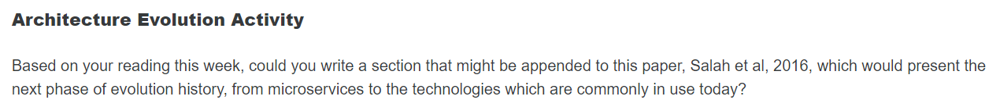 Architecture Evolution Activity
Based on your reading this week, could you write a section that might be appended to this paper, Salah et al, 2016, which would present the
next phase of evolution history, from microservices to the technologies which are commonly in use today?